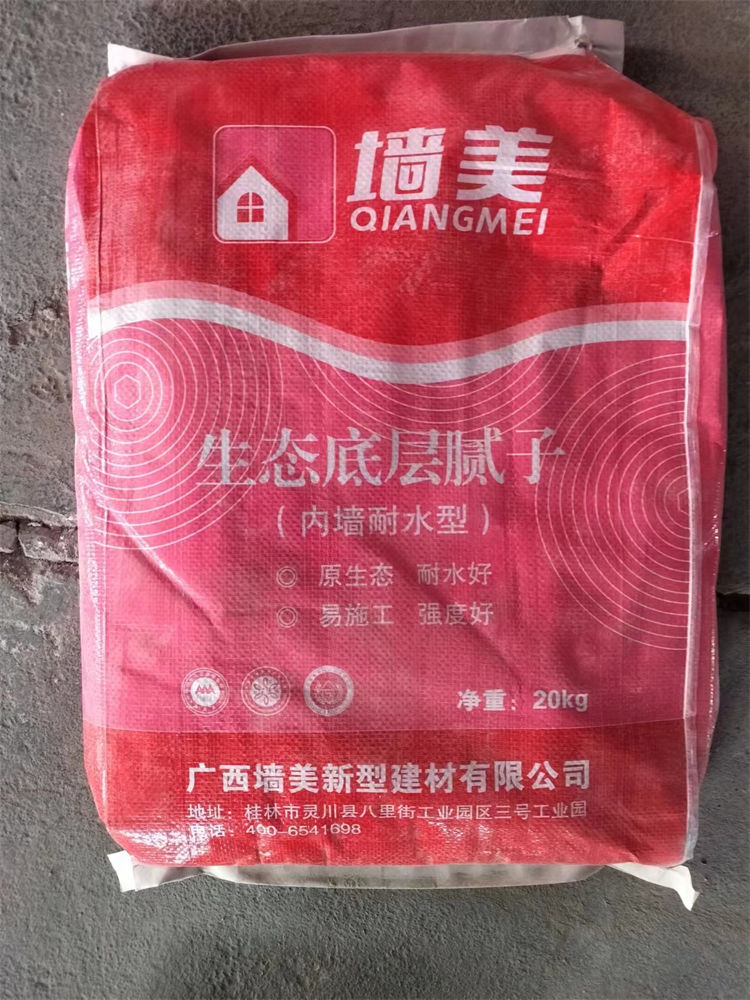 墙美
QIANGMEI
生态底层腻子
（内墙耐水型）
◎ 原生态 耐水好
◎ 易施工 强度好
AAA
净重：20kg
广西墙美新型建材有限公司
地址：桂林市灵川县八里街工业园区三号工业园
电话：400-6541698